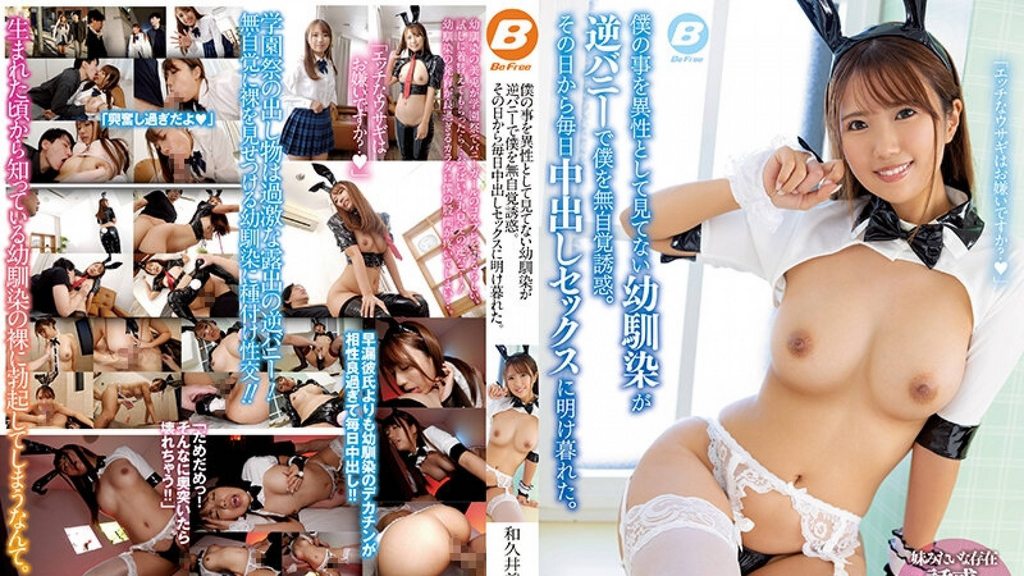 僕の事を異性として見てない幼馴染が
逆バニーで僕を無自覚誘惑。
その日から毎日中出しセックスに明け暮れた。
「エッチなウサギはお嫌いですか?♥」
B
Be Free
僕の事を異性として見てない幼馴染が
逆バニーで僕を無自覚誘惑。
その日から毎日中出しセックスに明け暮れた。
和久井
「エッチなウサギは
お嫌いですか?♥」
「興奮し過ぎだよ♥」
学園祭の出し物は過激な露出の逆バニー
無自覚に裸を見せつける幼馴染に種付け性交!!
生まれた頃から知っている幼馴染の裸に勃起してしまうなんて。
早漏彼氏よりも幼馴染のデカチンが
相性良過ぎて毎日中出し!!
「だめだめっ!
そんなに奥突いたら
壊れちゃう!!」